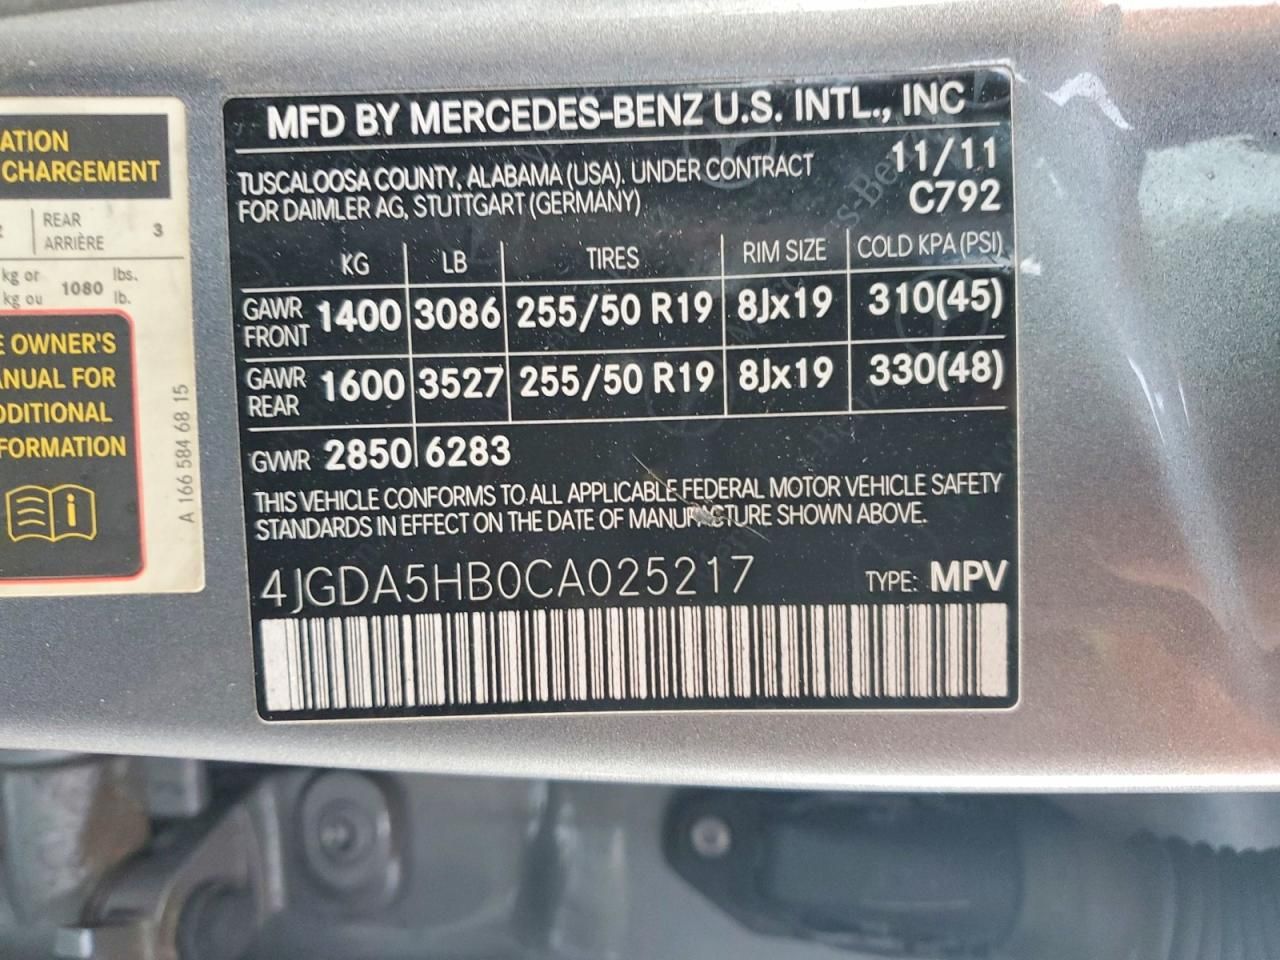 ATION
CHARGEMENT
REAR
ARRIÈRE 3
kg or lbs.
kg ou 1080 lb.
OWNER'S
ANUAL FOR
DDITIONAL
FORMATION
A 166 584 68 15
MFD BY MERCEDES-BENZ U.S. INTL., INC
TUSCALOOSA COUNTY, ALABAMA (USA). UNDER CONTRACT 11/11
FOR DAIMLER AG, STUTTGART (GERMANY) C792
KG LB TIRES RIM SIZE COLD KPA (PSI)
GAWR FRONT 1400 3086 255/50 R19 8Jx19 310(45)
GAWR REAR 1600 3527 255/50 R19 8Jx19 330(48)
GVWR 2850 6283
THIS VEHICLE CONFORMS TO ALL APPLICABLE FEDERAL MOTOR VEHICLE SAFETY
STANDARDS IN EFFECT ON THE DATE OF MANUFACTURE SHOWN ABOVE.
4JGDA5HB0CA025217 TYPE: MPV